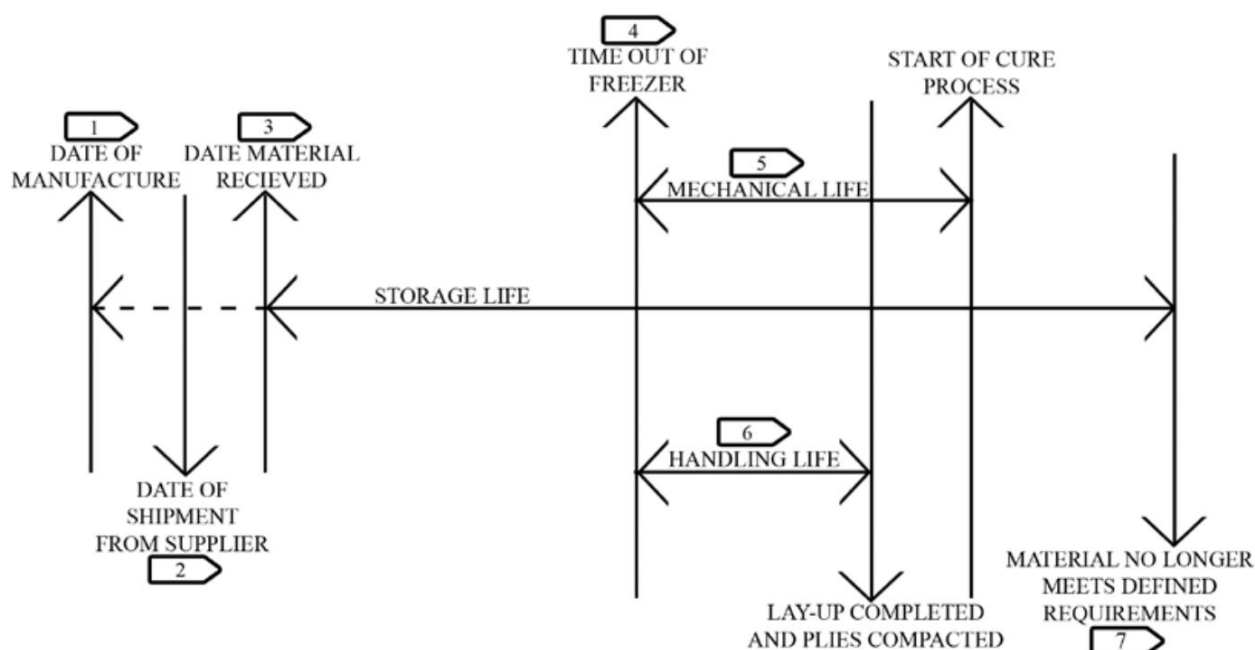 4
TIME OUT OF
FREEZER
START OF CURE
PROCESS
1
DATE OF
MANUFACTURE
3
DATE MATERIAL
RECIEVED
5
MECHANICAL LIFE
STORAGE LIFE
6
HANDLING LIFE
DATE OF
SHIPMENT
FROM SUPPLIER
2
LAY-UP COMPLETED
AND PLIES COMPACTED
MATERIAL NO LONGER
MEETS DEFINED
REQUIREMENTS
7